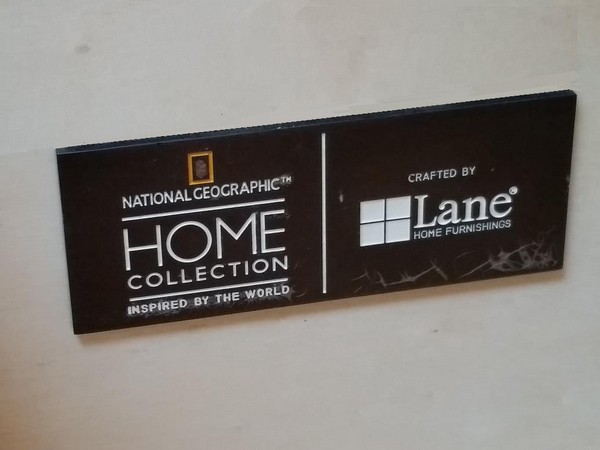 NATIONAL GEOGRAPHIC™
HOME
COLLECTION
INSPIRED BY THE WORLD
CRAFTED BY
Lane®
HOME FURNISHINGS